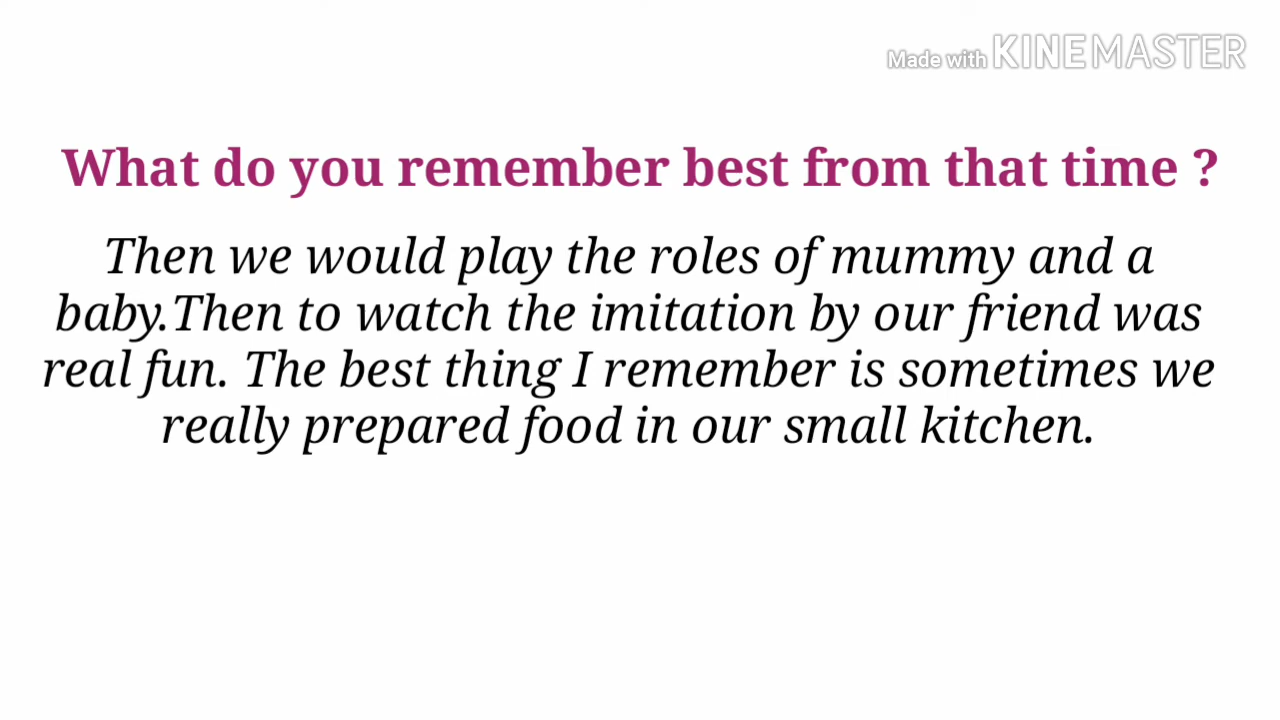 Made with KINEMASTER
What do you remember best from that time ?
Then we would play the roles of mummy and a
baby.Then to watch the imitation by our friend was
real fun. The best thing I remember is sometimes we
really prepared food in our small kitchen.